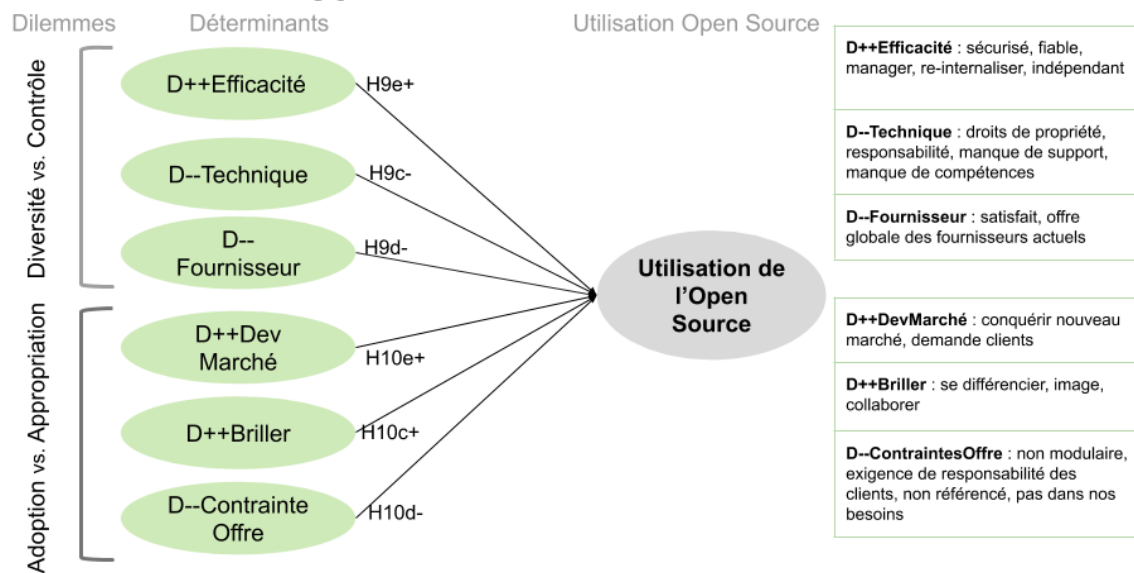 Dilemmes
Déterminants
Utilisation Open Source
Diversité vs. Contrôle
D++Efficacité
H9e+
D--Technique
H9c-
D--
Fournisseur
H9d-
Adoption vs. Appropriation
D++Dev
Marché
H10e+
D++Briller
H10c+
D--Contrainte
Offre
H10d-
Utilisation de
l'Open
Source
D++Efficacité : sécurisé, fiable,
manager, re-internaliser, indépendant
D--Technique : droits de propriété,
responsabilité, manque de support,
manque de compétences
D--Fournisseur : satisfait, offre
globale des fournisseurs actuels
D++DevMarché : conquérir nouveau
marché, demande clients
D++Briller : se différencier, image,
collaborer
D--ContraintesOffre : non modulaire,
exigence de responsabilité des
clients, non référencé, pas dans nos
besoins